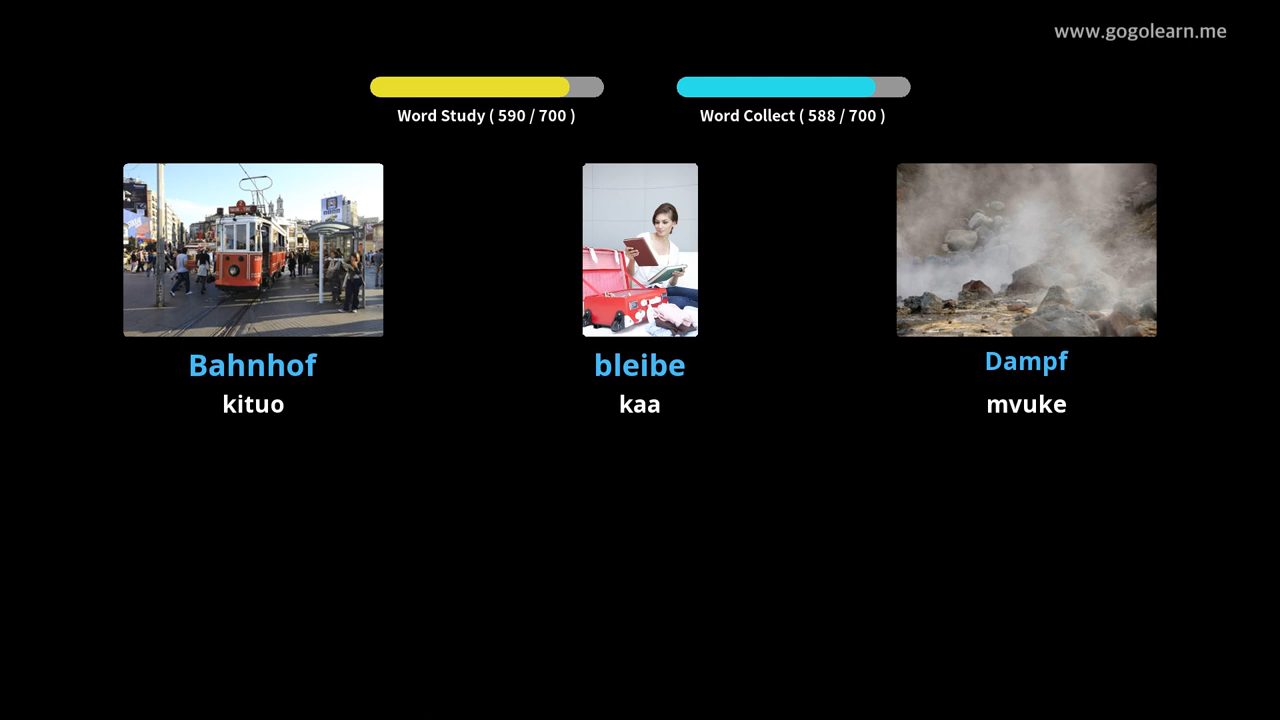 www.gogolearn.me
Word Study ( 590 / 700 )
Word Collect ( 588 / 700 )
Bahnhof
bleibe
Dampf
kituo
kaa
mvuke